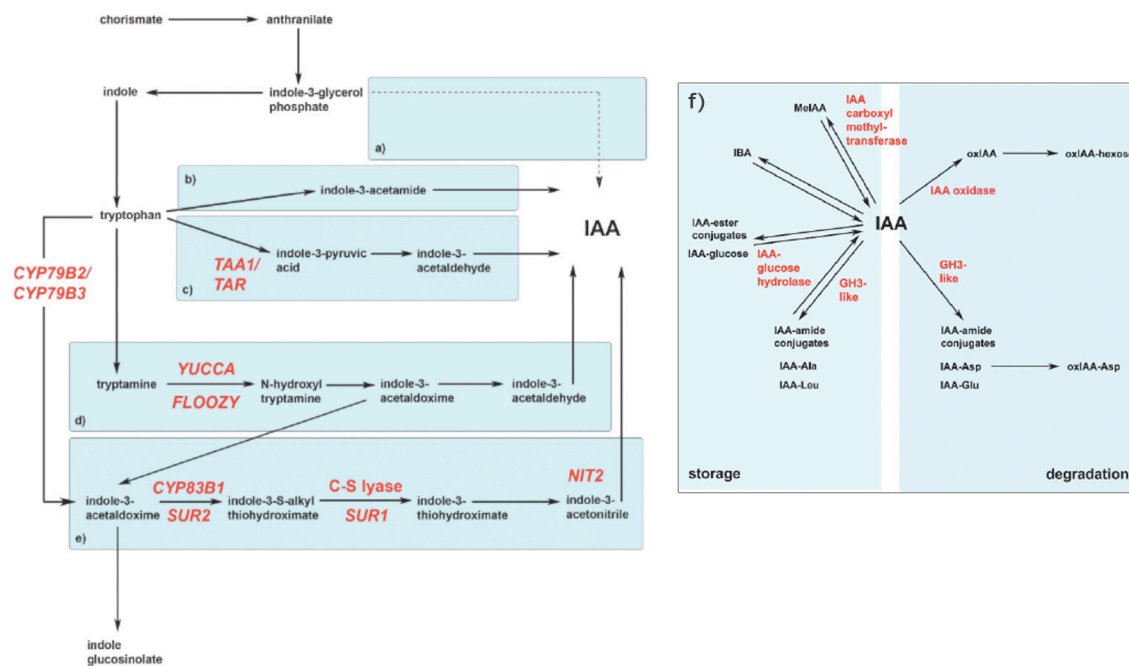 chorismate
anthranilate
indole
indole-3-glycerol
phosphate
a)
b)
indole-3-acetamide
tryptophan
IAA
indole-3-pyruvic
acid
indole-3-
acetaldehyde
TAA1/
TAR
c)
CYP79B2/
CYP79B3
YUCCA
tryptamine
N-hydroxyl
tryptamine
indole-3-
acetaldoxime
indole-3-
acetaldehyde
FLOOZY
d)
NIT2
CYP83B1
C-S lyase
indole-3-
acetaldoxime
indole-3-S-alkyl
thiohydroximate
indole-3-
thiohydroximate
indole-3-
acetonitrile
SUR2
SUR1
e)
indole
glucosinolate
f)
MeIAA
IAA
carboxyl
methyl-
transferase
IBA
oxIAA
oxIAA-hexose
IAA oxidase
IAA
IAA-ester
conjugates
IAA-glucose
IAA-
glucose
hydrolase
GH3-
like
GH3-
like
IAA-amide
conjugates
IAA-Ala
IAA-Leu
IAA-amide
conjugates
IAA-Asp
IAA-Glu
oxIAA-Asp
storage
degradation